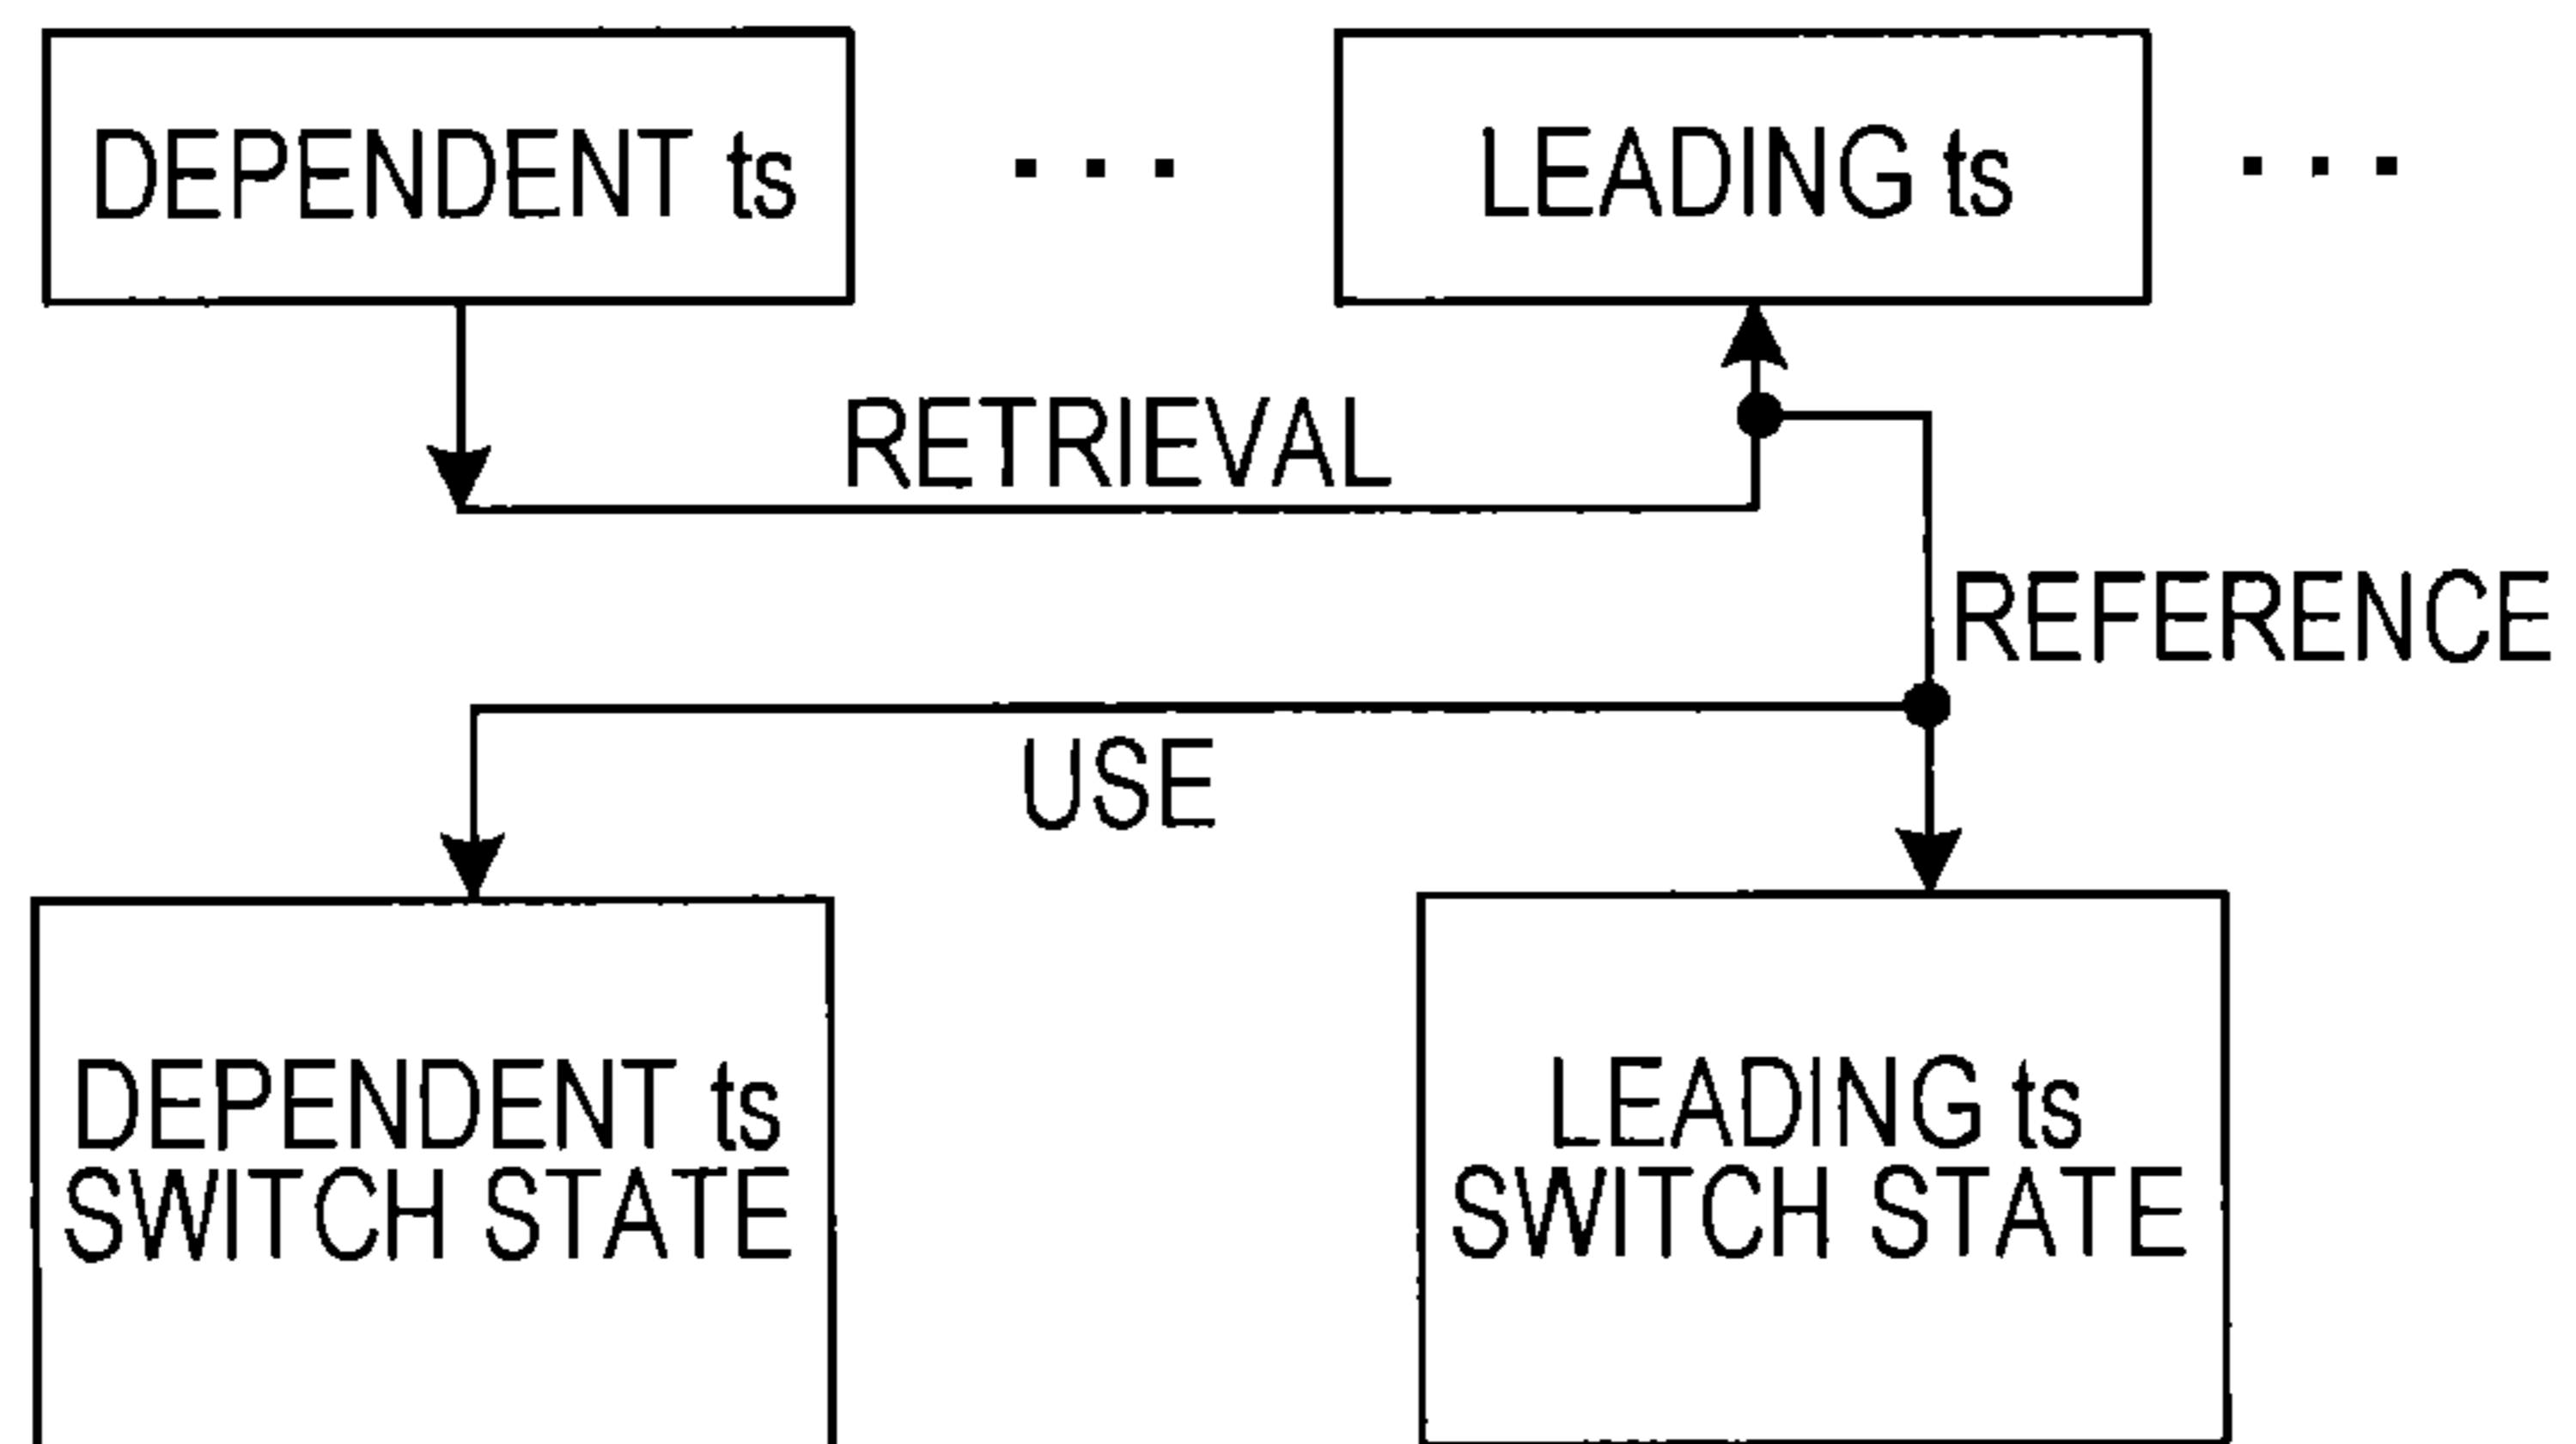 DEPENDENT ts
. . .
LEADING ts
. . .
RETRIEVAL
REFERENCE
USE
DEPENDENT ts
SWITCH STATE
LEADING ts
SWITCH STATE